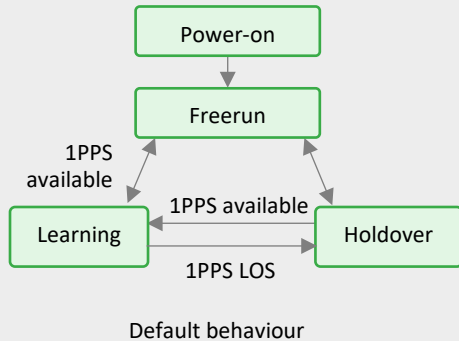 Power-on
Freerun
1PPS
available
1PPS available
Learning
Holdover
1PPS LOS
Default behaviour